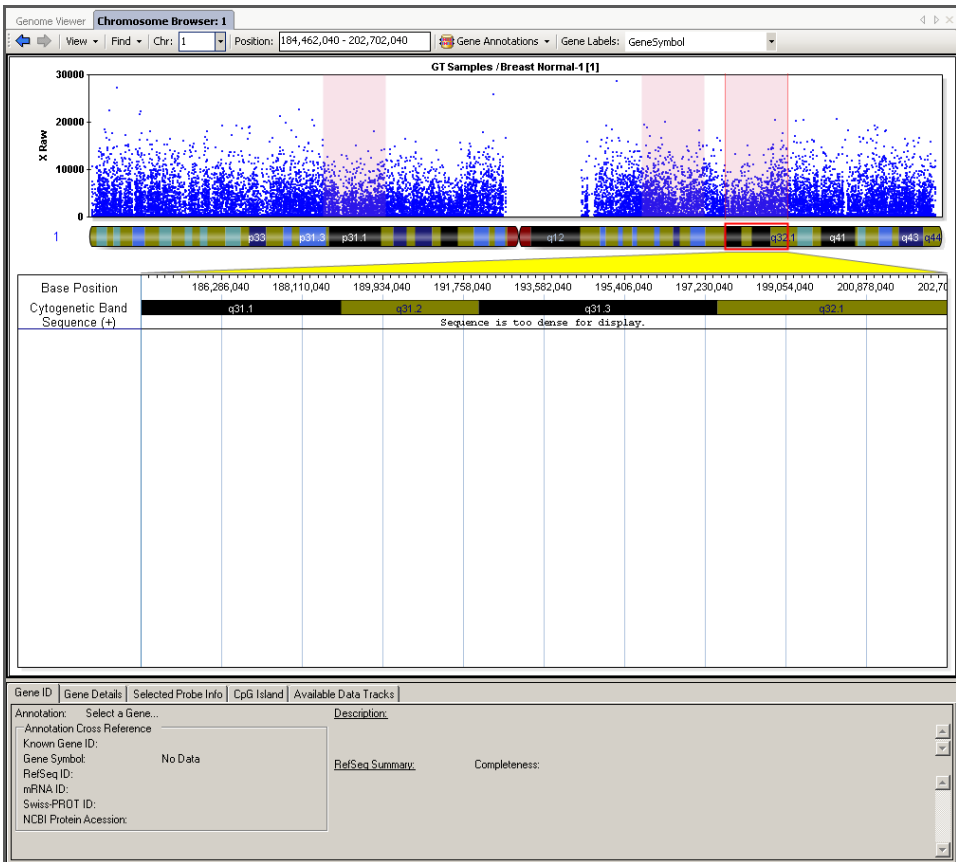 Genome Viewer Chromosome Browser: 1
View Find Chr: 1 Position: 184,462,040 - 202,702,040 Gene Annotations Gene Labels: GeneSymbol
GT Samples /Breast Normal-1 [1]
30000
20000
X Raw
10000
0
1 p33 p31.3 p31.1 q12 q32.1 q41 q43 q44
Base Position 186,286,040 188,110,040 189,934,040 191,758,040 193,582,040 195,406,040 197,230,040 199,054,040 200,878,040 202,70
Cytogenetic Band q31.1 q31.2 q31.3 q32.1
Sequence (+) Sequence is too dense for display.
Gene ID Gene Details Selected Probe Info CpG Island Available Data Tracks
Annotation: Select a Gene... Description:
Annotation Cross Reference
Known Gene ID:
Gene Symbol: No Data
RefSeq Summary: Completeness:
RefSeq ID:
mRNA ID:
Swiss-PROT ID:
NCBI Protein Acession: